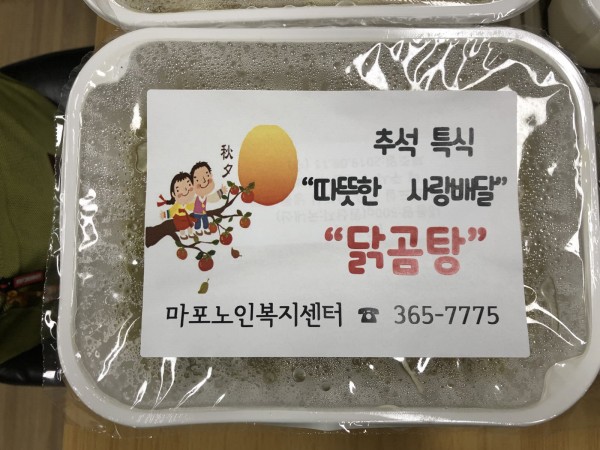 秋夕
추석 특식
“따뜻한 사랑배달”
“닭곰탕”
마포노인복지센터 ☎ 365-7775